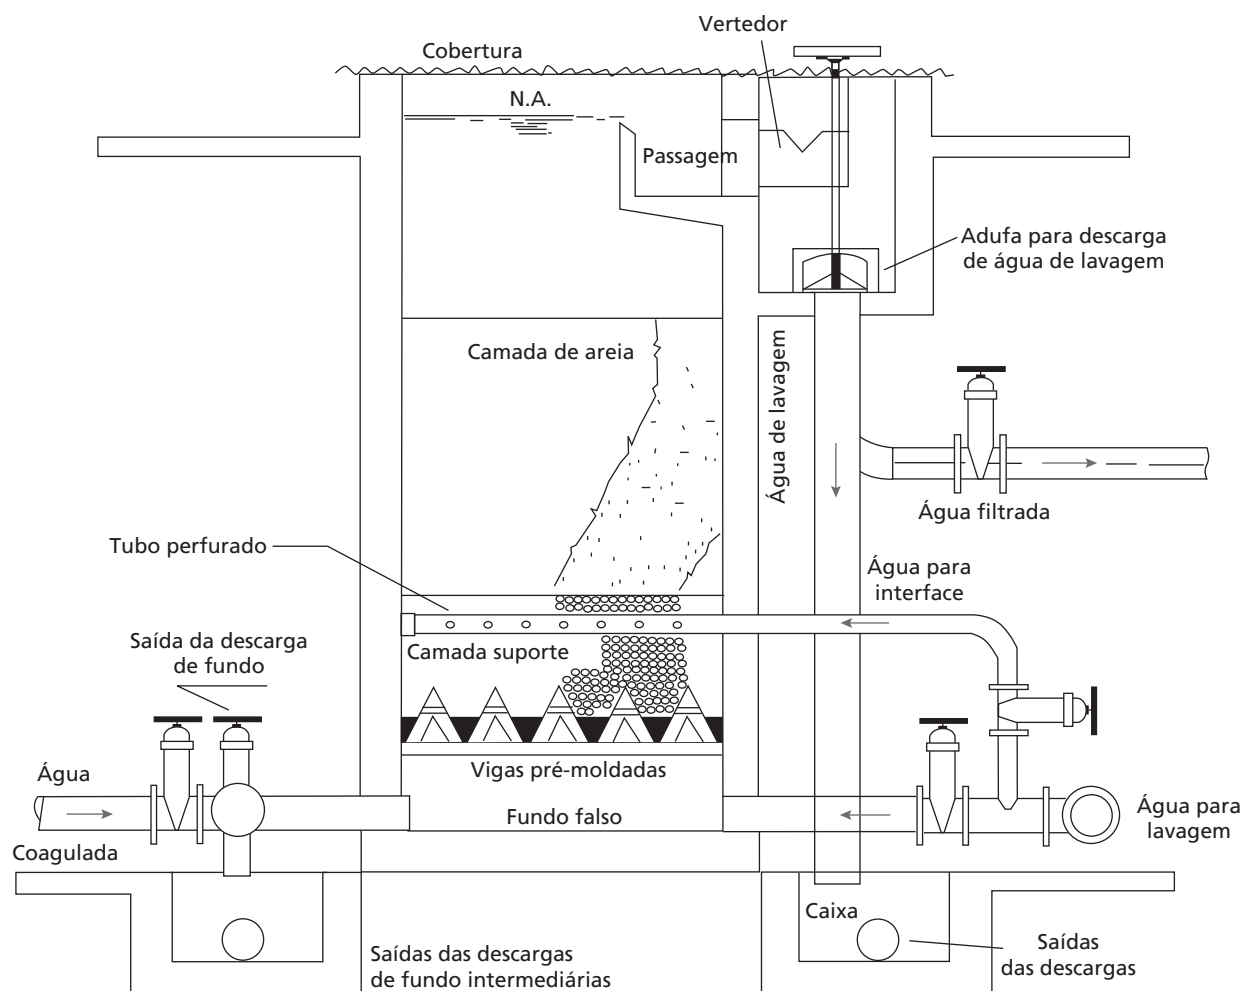 Vertedor
Cobertura
N.A.
Passagem
Adufa para descarga
de água de lavagem
Camada de areia
Água de lavagem
Água filtrada
Tubo perfurado
Água para
interface
Saída da descarga
de fundo
Camada suporte
Vigas pré-moldadas
Água
Fundo falso
Água para
lavagem
Coagulada
Caixa
Saídas das descargas
de fundo intermediárias
Saídas
das descargas